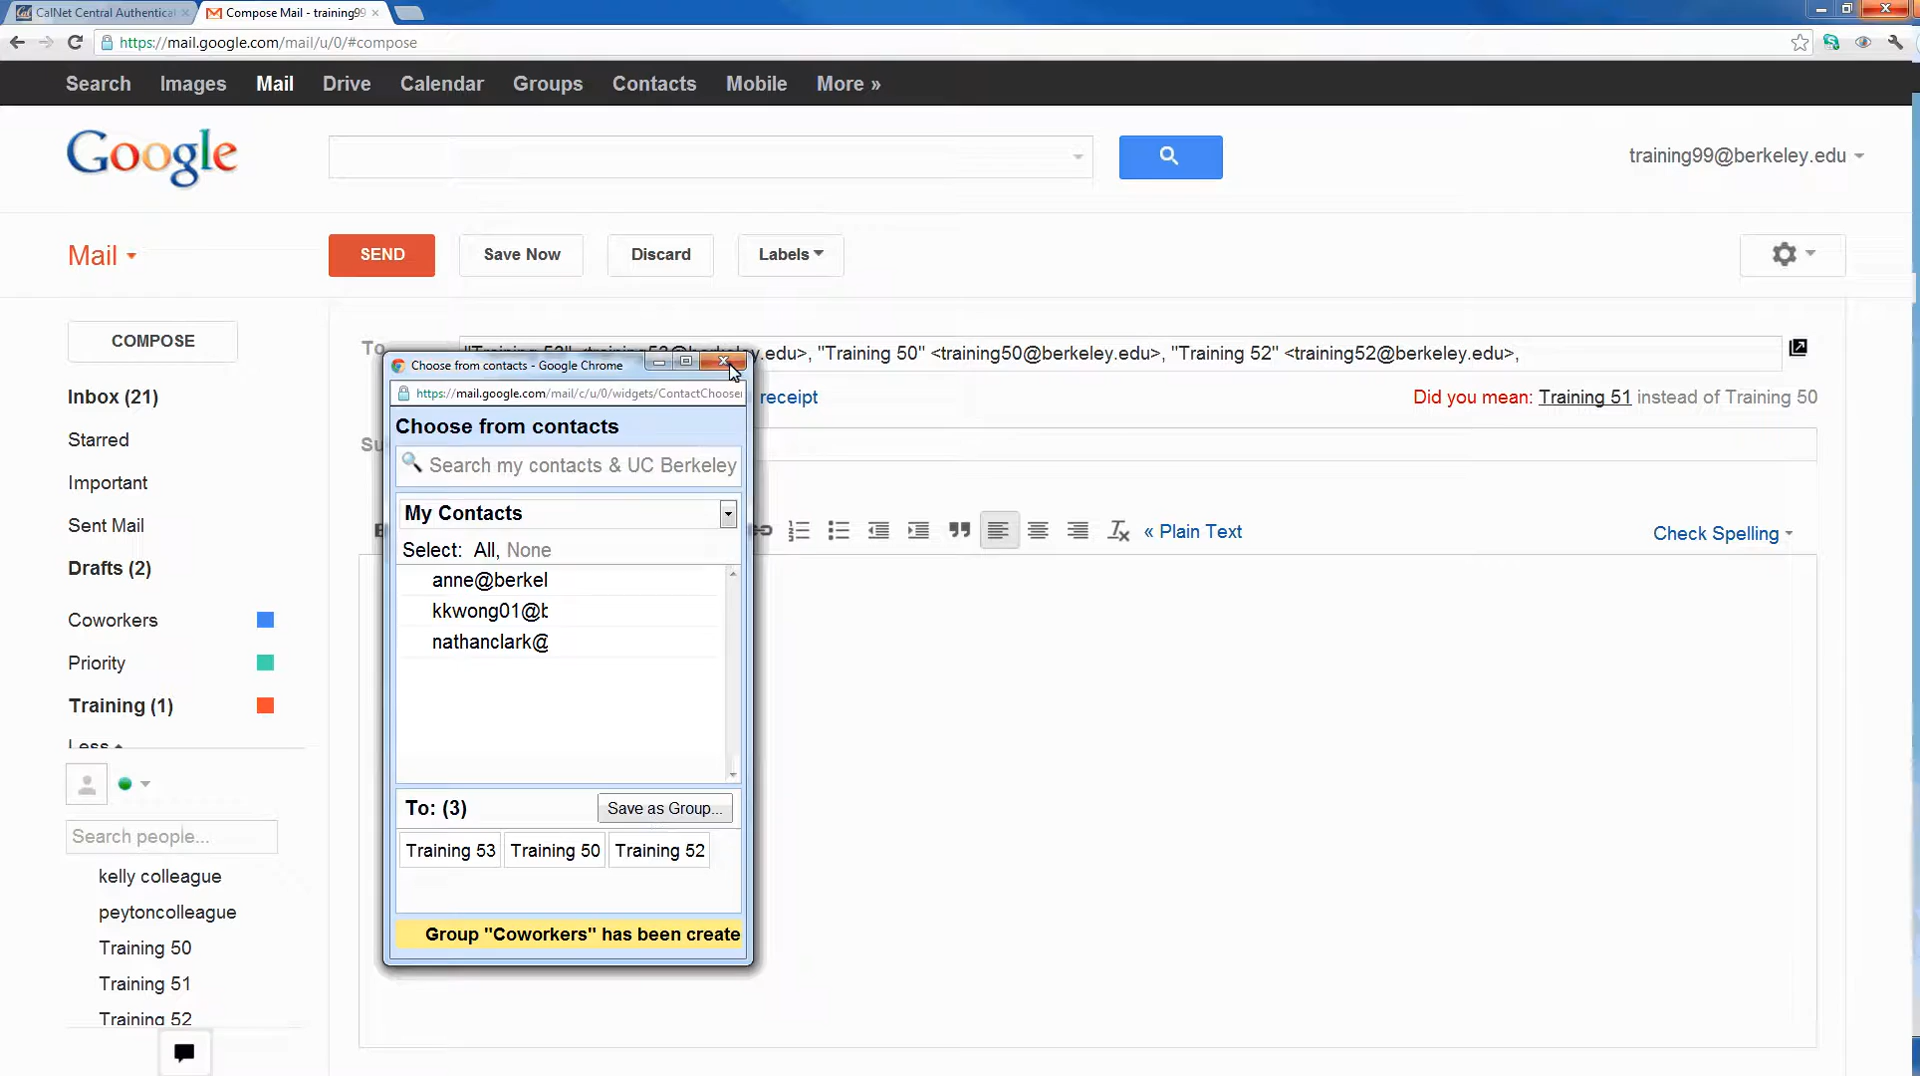 CalNet Central Authentica
Compose Mail - training99
https://mail.google.com/mail/u/0/#compose
Search Images Mail Drive Calendar Groups Contacts Mobile More »
Google
training99@berkeley.edu
Mail
SEND Save Now Discard Labels
COMPOSE
Inbox (21)
Starred
Important
Sent Mail
Drafts (2)
Coworkers
Priority
Training (1)
Less
Search people...
kelly colleague
peytoncolleague
Training 50
Training 51
Training 52
To
edu>, "Training 50" <training50@berkeley.edu>, "Training 52" <training52@berkeley.edu>,
receipt
Did you mean: Training 51 instead of Training 50
Su
« Plain Text
Check Spelling
Choose from contacts - Google Chrome
https://mail.google.com/mail/c/u/0/widgets/ContactChooser
Choose from contacts
Search my contacts & UC Berkeley
My Contacts
Select: All, None
anne@berkel
kkwong01@b
nathanclark@
To: (3)
Save as Group...
Training 53 Training 50 Training 52
Group "Coworkers" has been create